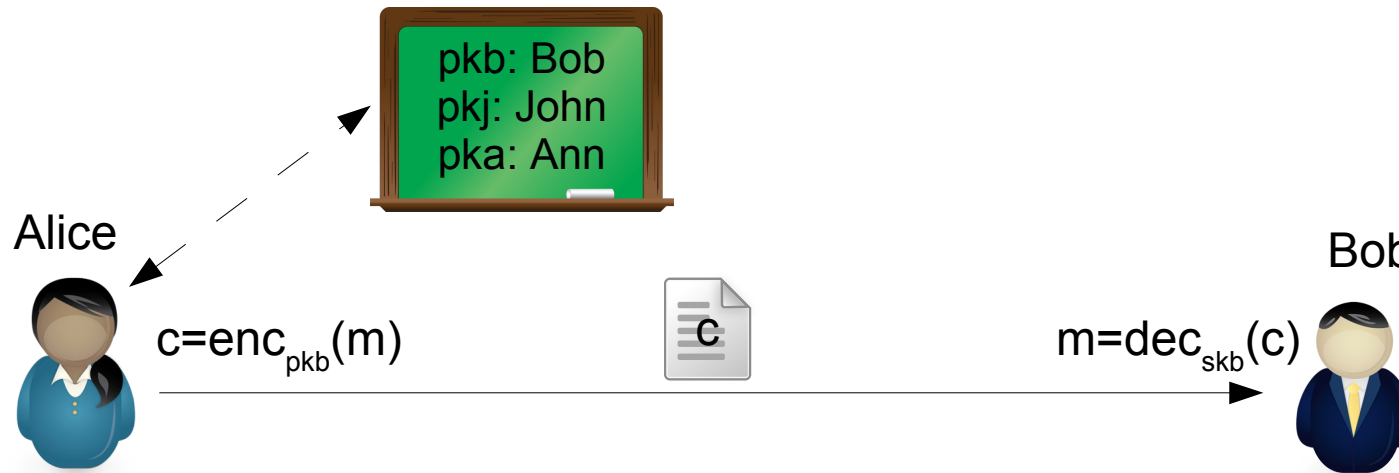 pkb: Bob
pkj: John
pka: Ann
Alice
Bob
c=enc_pkb(m)
c
m=dec_skb(c)